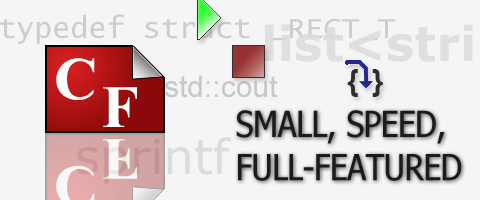 typedef struct _RECT_T
list<stri
std::cout
{}
CF
sprintf
SMALL, SPEED,
FULL-FEATURED